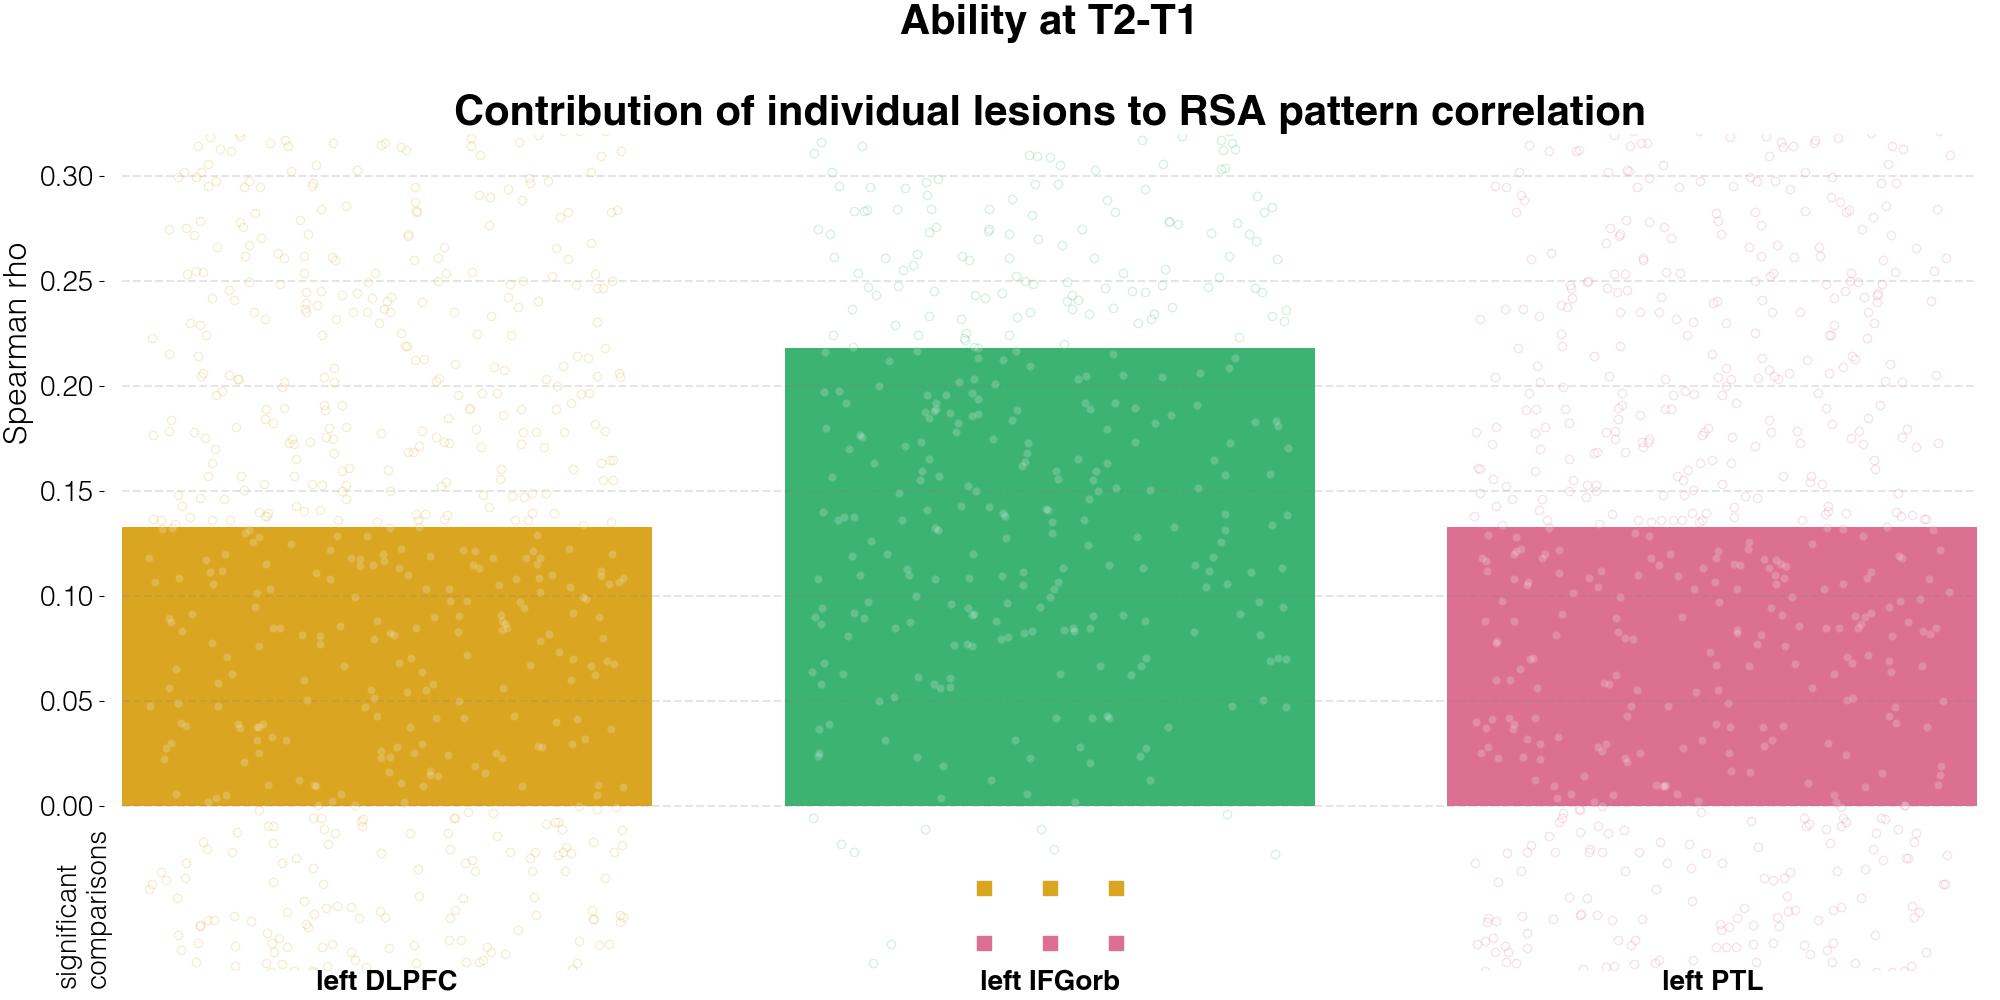 Ability at T2-T1
Contribution of individual lesions to RSA pattern correlation
Spearman rho
0.30
0.25
0.20
0.15
0.10
0.05
0.00
significant
comparisons
left DLPFC
left IFGorb
left PTL